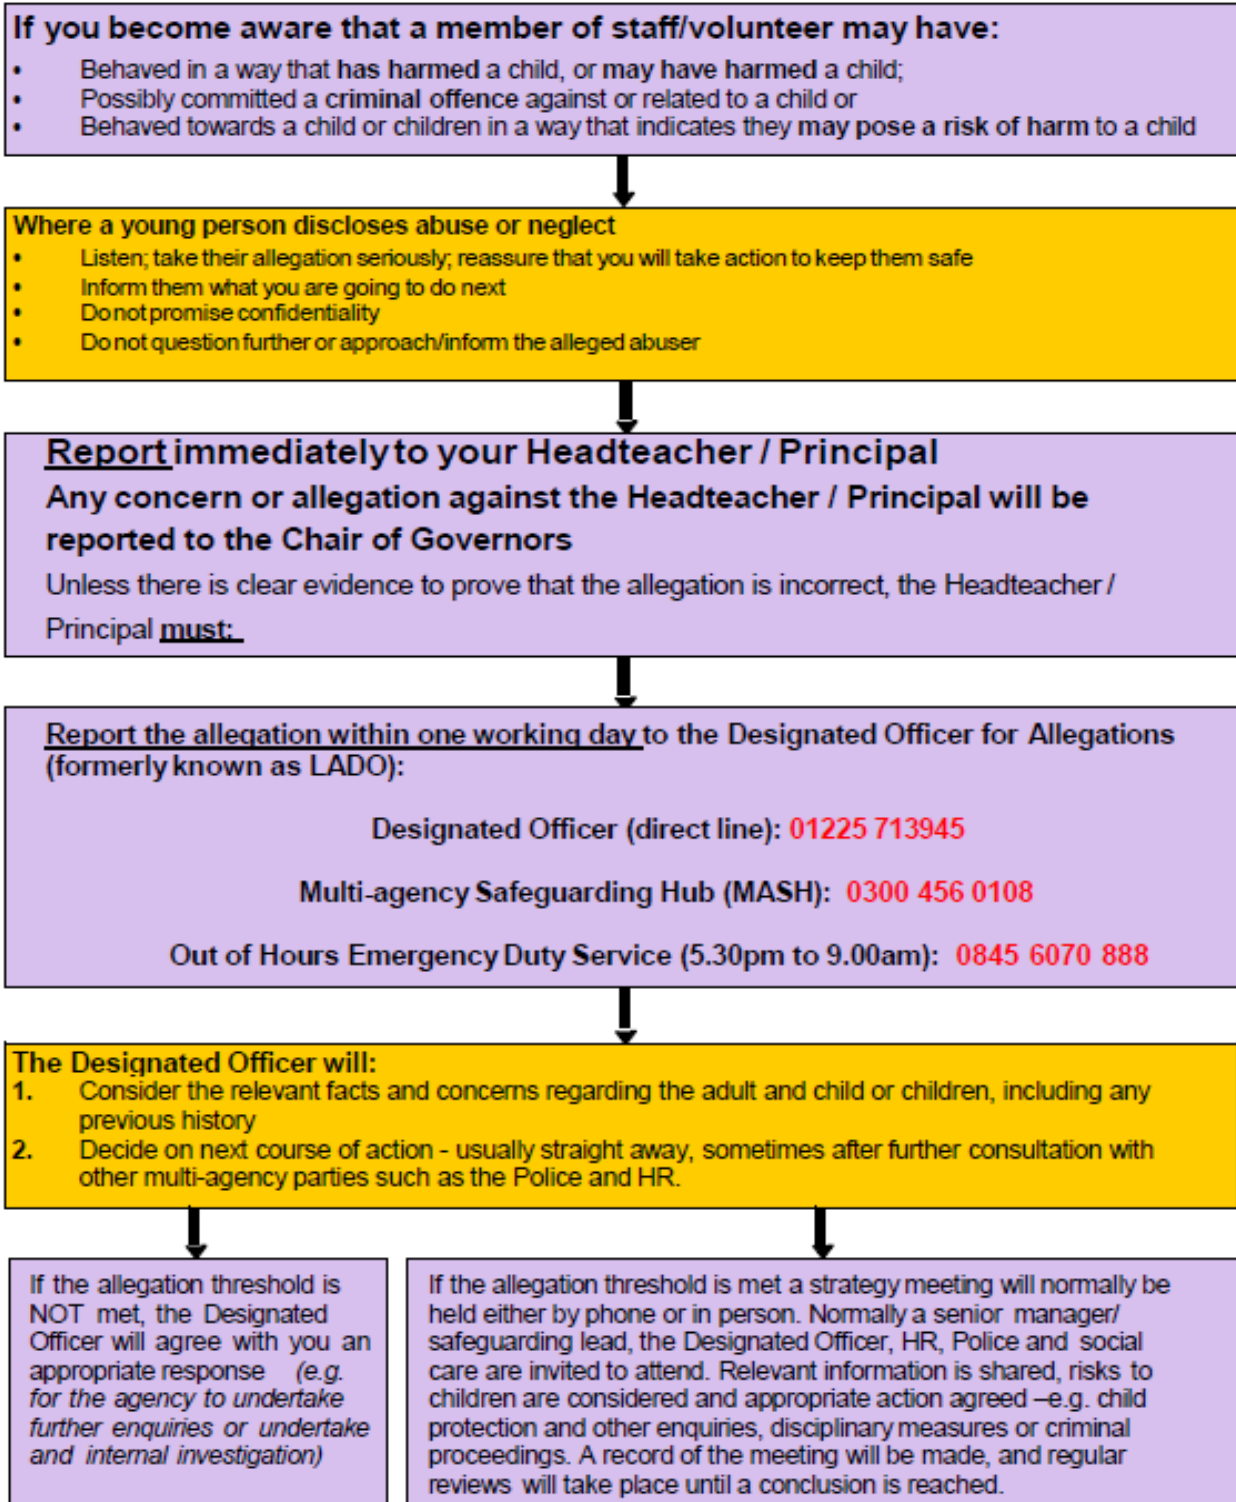 If you become aware that a member of staff/volunteer may have:
• Behaved in a way that has harmed a child, or may have harmed a child;
• Possibly committed a criminal offence against or related to a child or
• Behaved towards a child or children in a way that indicates they may pose a risk of harm to a child
Where a young person discloses abuse or neglect
• Listen; take their allegation seriously; reassure that you will take action to keep them safe
• Inform them what you are going to do next
• Do not promise confidentiality
• Do not question further or approach/inform the alleged abuser
Report immediately to your Headteacher / Principal
Any concern or allegation against the Headteacher / Principal will be
reported to the Chair of Governors
Unless there is clear evidence to prove that the allegation is incorrect, the Headteacher /
Principal must:
Report the allegation within one working day to the Designated Officer for Allegations
(formerly known as LADO):
Designated Officer (direct line): 01225 713945
Multi-agency Safeguarding Hub (MASH): 0300 456 0108
Out of Hours Emergency Duty Service (5.30pm to 9.00am): 0845 6070 888
The Designated Officer will:
1. Consider the relevant facts and concerns regarding the adult and child or children, including any
previous history
2. Decide on next course of action - usually straight away, sometimes after further consultation with
other multi-agency parties such as the Police and HR.
If the allegation threshold is
NOT met, the Designated
Officer will agree with you an
appropriate response (e.g.
for the agency to undertake
further enquiries or undertake
and internal investigation)
If the allegation threshold is met a strategy meeting will normally be
held either by phone or in person. Normally a senior manager/
safeguarding lead, the Designated Officer, HR, Police and social
care are invited to attend. Relevant information is shared, risks to
children are considered and appropriate action agreed –e.g. child
protection and other enquiries, disciplinary measures or criminal
proceedings. A record of the meeting will be made, and regular
reviews will take place until a conclusion is reached.